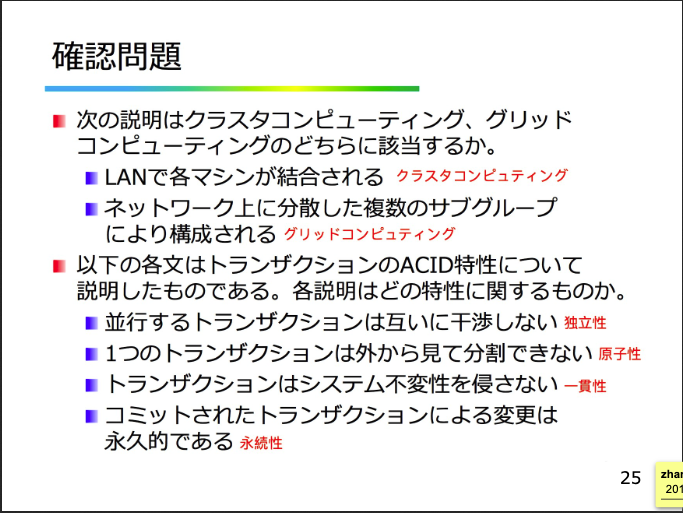 確認問題
次の説明はクラスタコンピューティング、グリッド
コンピューティングのどちらに該当するか。
LANで各マシンが結合される クラスタコンピュティング
ネットワーク上に分散した複数のサブグループ
により構成される グリッドコンピュティング
以下の各文はトランザクションのACID特性について
説明したものである。各説明はどの特性に関するものか。
並行するトランザクションは互いに干渉しない 独立性
1つのトランザクションは外から見て分割できない 原子性
トランザクションはシステム不変性を侵さない 一貫性
コミットされたトランザクションによる変更は
永久的である 永続性
25
zhar
201